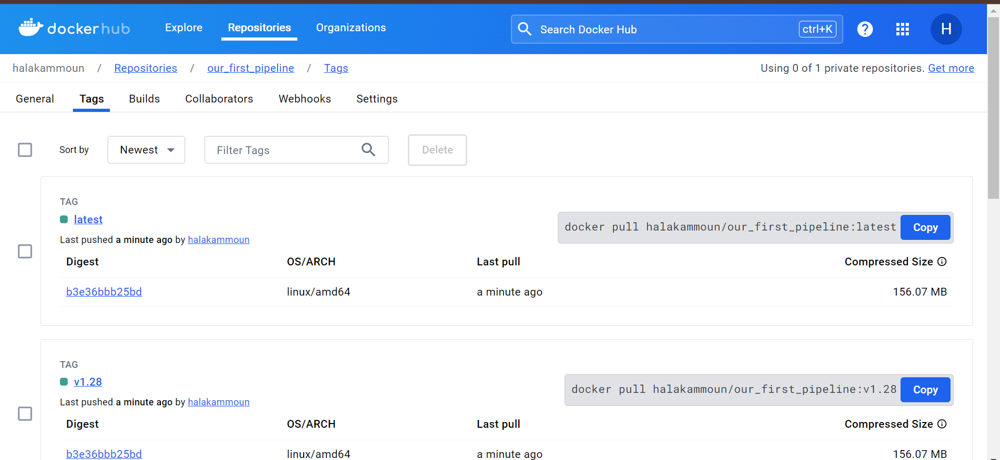 dockerhub Explore Repositories Organizations Search Docker Hub ctrl+K ? H
halakammoun / Repositories / our_first_pipeline / Tags Using 0 of 1 private repositories. Get more
General Tags Builds Collaborators Webhooks Settings
Sort by Newest Filter Tags Delete
TAG
latest
docker pull halakammoun/our_first_pipeline:latest Copy
Last pushed a minute ago by halakammoun
Digest OS/ARCH Last pull Compressed Size
b3e36bbb25bd linux/amd64 a minute ago 156.07 MB
TAG
v1.28
docker pull halakammoun/our_first_pipeline:v1.28 Copy
Last pushed a minute ago by halakammoun
Digest OS/ARCH Last pull Compressed Size
b3e36bbb25bd linux/amd64 a minute ago 156.07 MB